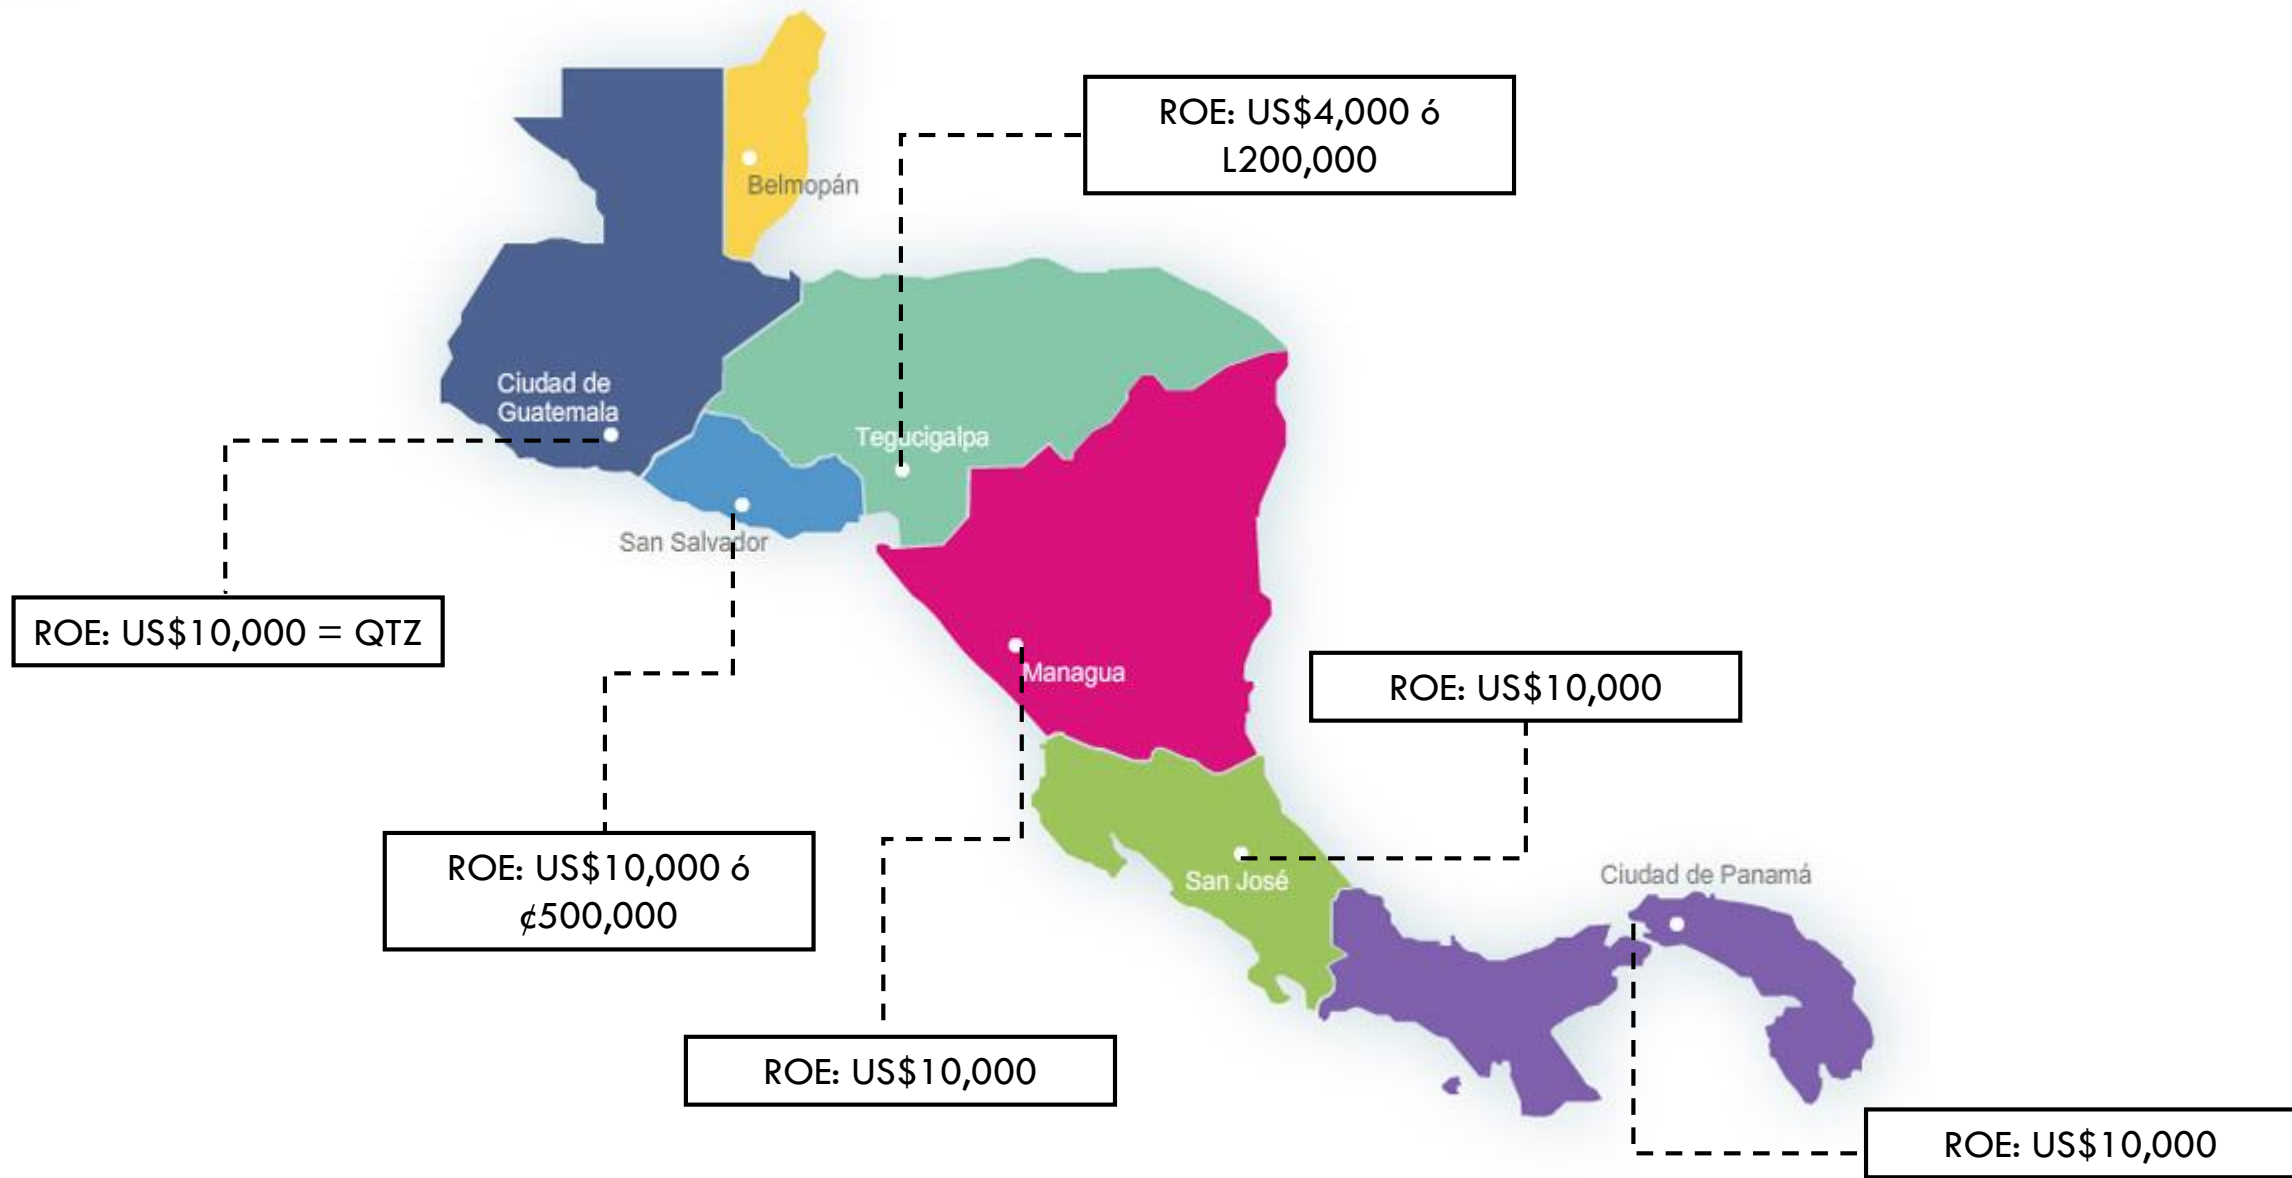 ROE: US$4,000 ó
L200,000
Belmopán
Ciudad de
Guatemala
Tegucigalpa
San Salvador
ROE: US$10,000 = QTZ
Managua
ROE: US$10,000
ROE: US$10,000 ó
¢500,000
San José
Ciudad de Panamá
ROE: US$10,000
ROE: US$10,000